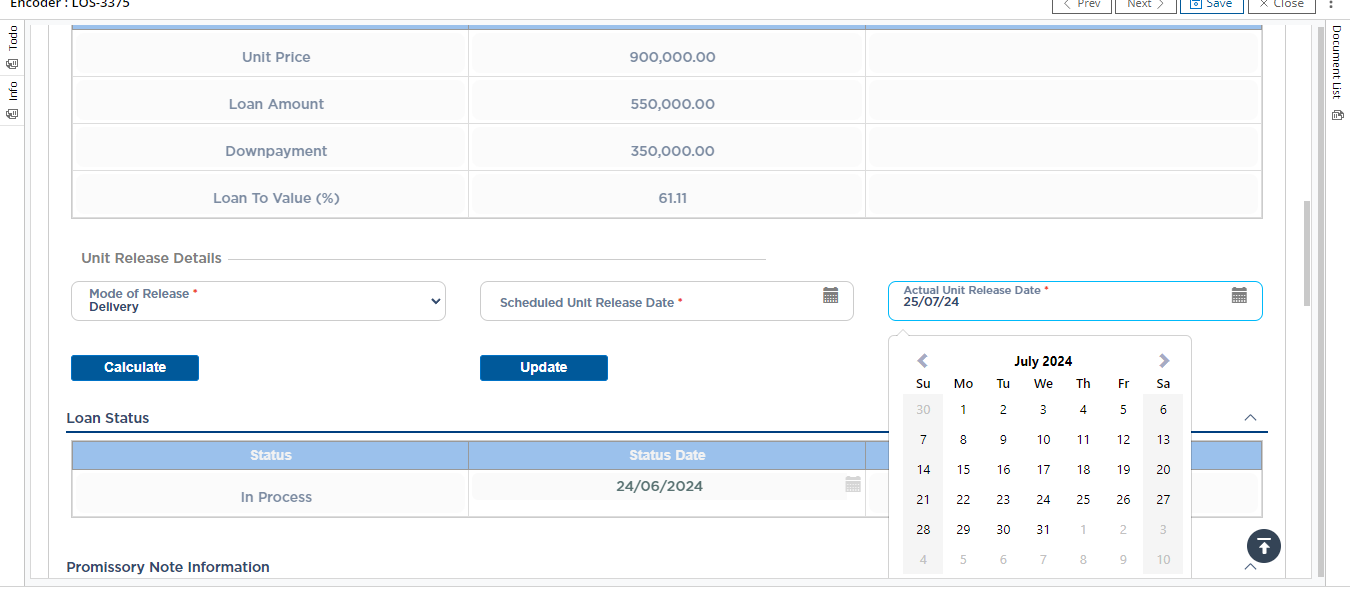 Encoder : LOS-3375
Prev Next Save Close
Todo
Info
Document List
Unit Price 900,000.00
Loan Amount 550,000.00
Downpayment 350,000.00
Loan To Value (%) 61.11
Unit Release Details
Mode of Release *
Delivery
Scheduled Unit Release Date *
Actual Unit Release Date *
25/07/24
Calculate
Update
July 2024
Su Mo Tu We Th Fr Sa
30 1 2 3 4 5 6
7 8 9 10 11 12 13
14 15 16 17 18 19 20
21 22 23 24 25 26 27
28 29 30 31 1 2 3
4 5 6 7 8 9 10
Loan Status
Status Status Date
In Process 24/06/2024
Promissory Note Information